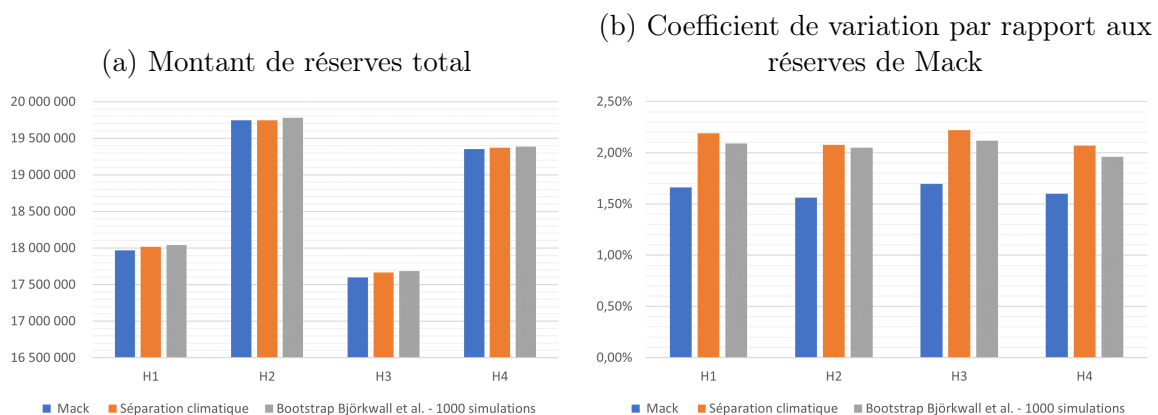 (a) Montant de réserves total
20 000 000
19 500 000
19 000 000
18 500 000
18 000 000
17 500 000
17 000 000
16 500 000
H1 H2 H3 H4
Mack Séparation climatique Bootstrap Björkwall et al. - 1000 simulations
(b) Coefficient de variation par rapport aux
réserves de Mack
2,50%
2,00%
1,50%
1,00%
0,50%
0,00%
H1 H2 H3 H4
Mack Séparation climatique Bootstrap Björkwall et al. - 1000 simulations